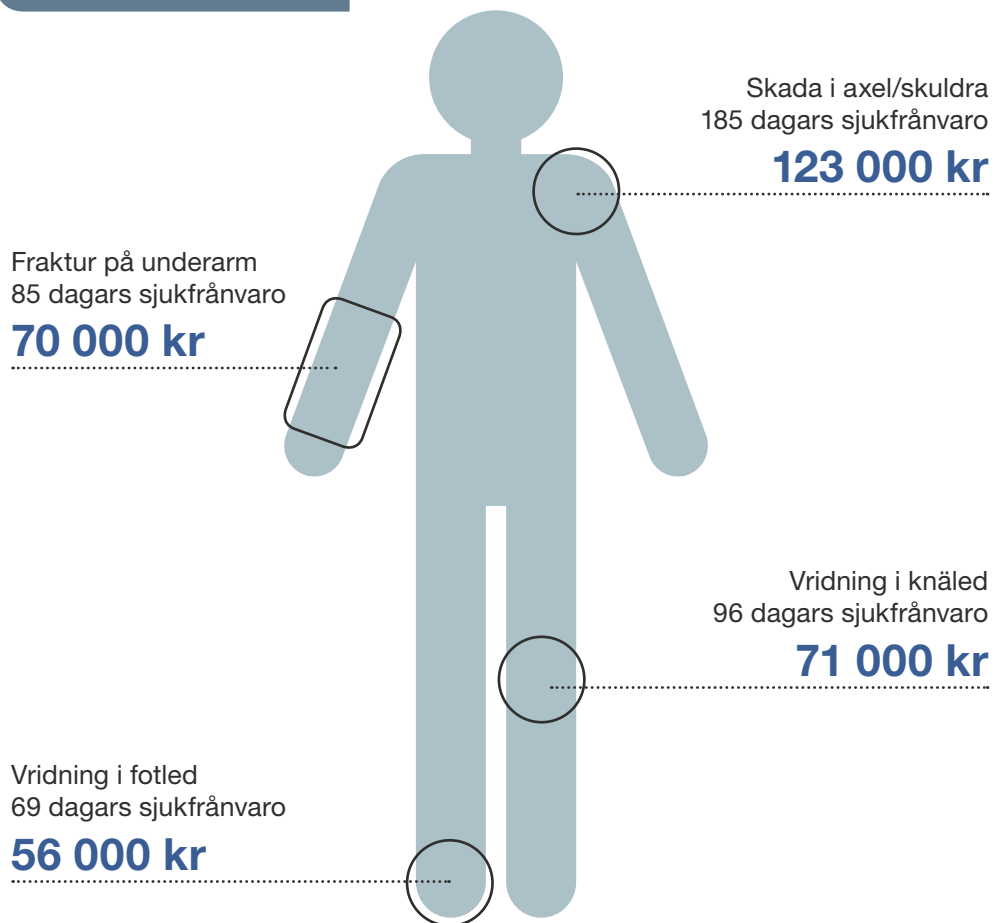 Skada i axel/skuldra
185 dagars sjukfrånvaro
123 000 kr
Fraktur på underarm
85 dagars sjukfrånvaro
70 000 kr
Vridning i knäled
96 dagars sjukfrånvaro
71 000 kr
Vridning i fotled
69 dagars sjukfrånvaro
56 000 kr